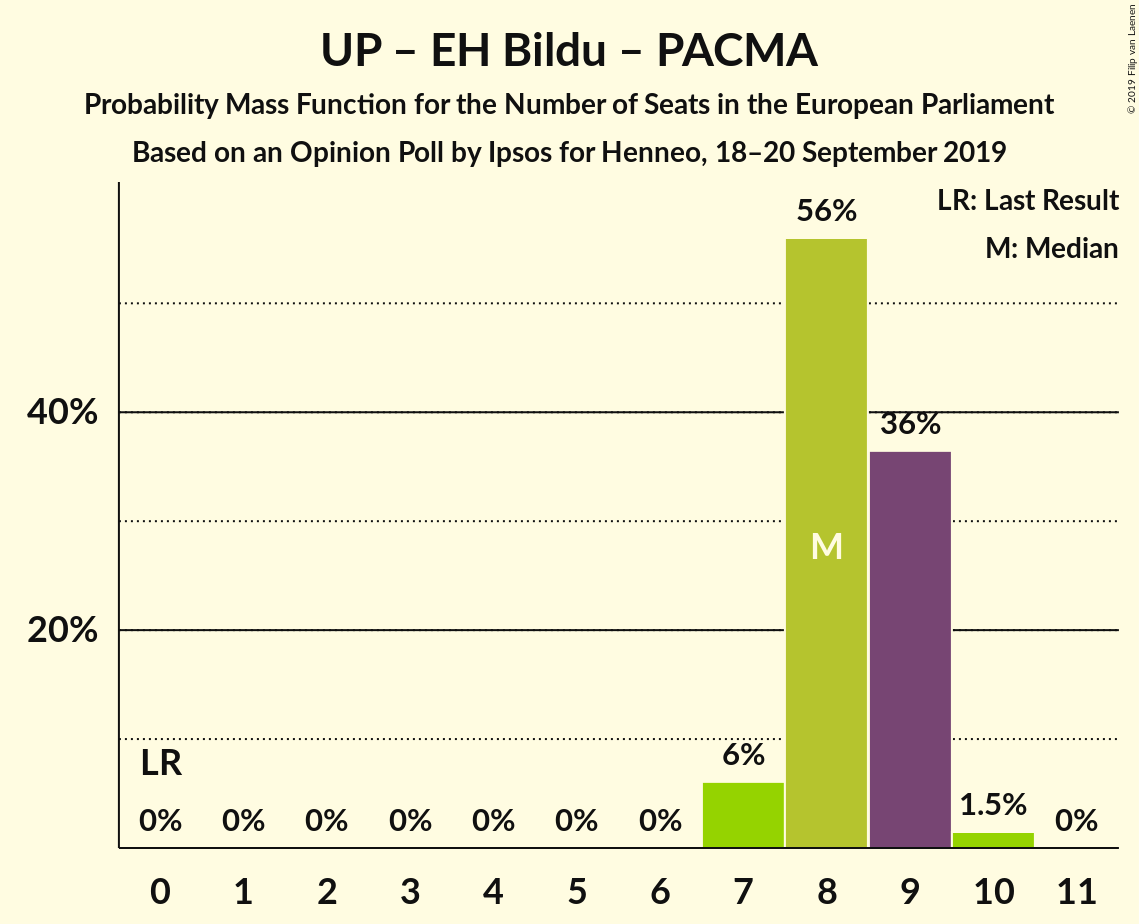 UP – EH Bildu – PACMA
Probability Mass Function for the Number of Seats in the European Parliament
Based on an Opinion Poll by Ipsos for Henneo, 18–20 September 2019
© 2019 Filip van Laenen
LR: Last Result
M: Median
56%
40%
36%
M
20%
LR
6%
0% 0% 0% 0% 0% 0% 0% 1.5% 0%
0 1 2 3 4 5 6 7 8 9 10 11